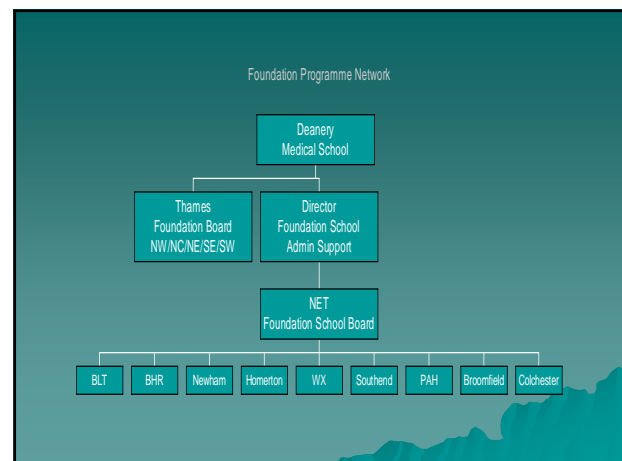 Foundation Programme Network
Deanery
Medical School
Thames
Foundation Board
NW/NC/NE/SE/SW
Director
Foundation School
Admin Support
NET
Foundation School Board
BLT
BHR
Newham
Homerton
WX
Southend
PAH
Broomfield
Colchester